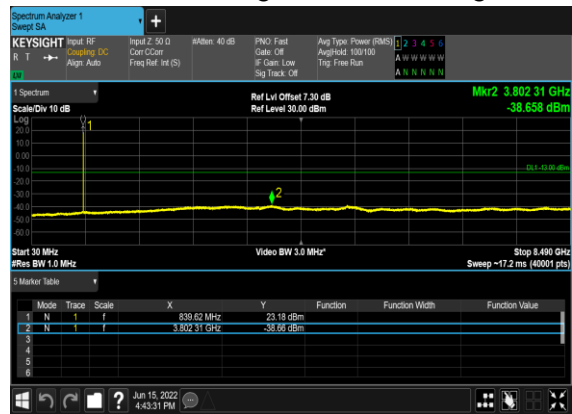 Spectrum Analyzer 1
Swept SA
+
KEYSIGHT Input: RF Input Z: 50 Ω #Atten: 40 dB PNO: Fast Avg Type: Power (RMS) 1 2 3 4 5 6
R T Coupling: DC Corr CCorr Gate: Off Avg|Hold: 100/100 A W W W W W
Align: Auto Freq Ref: Int (S) IF Gain: Low Trig: Free Run
LXI Sig Track: Off A N N N N N
1 Spectrum Ref Lvl Offset 7.30 dB Mkr2 3.802 31 GHz
Scale/Div 10 dB Ref Level 30.00 dBm -38.658 dBm
Log
20.0
10.0
0.00
-10.0
-20.0
-30.0
-40.0
-50.0
-60.0
1
DL1 -13.00 dBm
2
Start 30 MHz Video BW 3.0 MHz* Stop 8.490 GHz
#Res BW 1.0 MHz Sweep ~17.2 ms (40001 pts)
5 Marker Table
Mode Trace Scale X Y Function Function Width Function Value
1 N 1 f 839.62 MHz 23.18 dBm
2 N 1 f 3.802 31 GHz -38.66 dBm
3
4
5
6
? Jun 15, 2022
4:43:31 PM